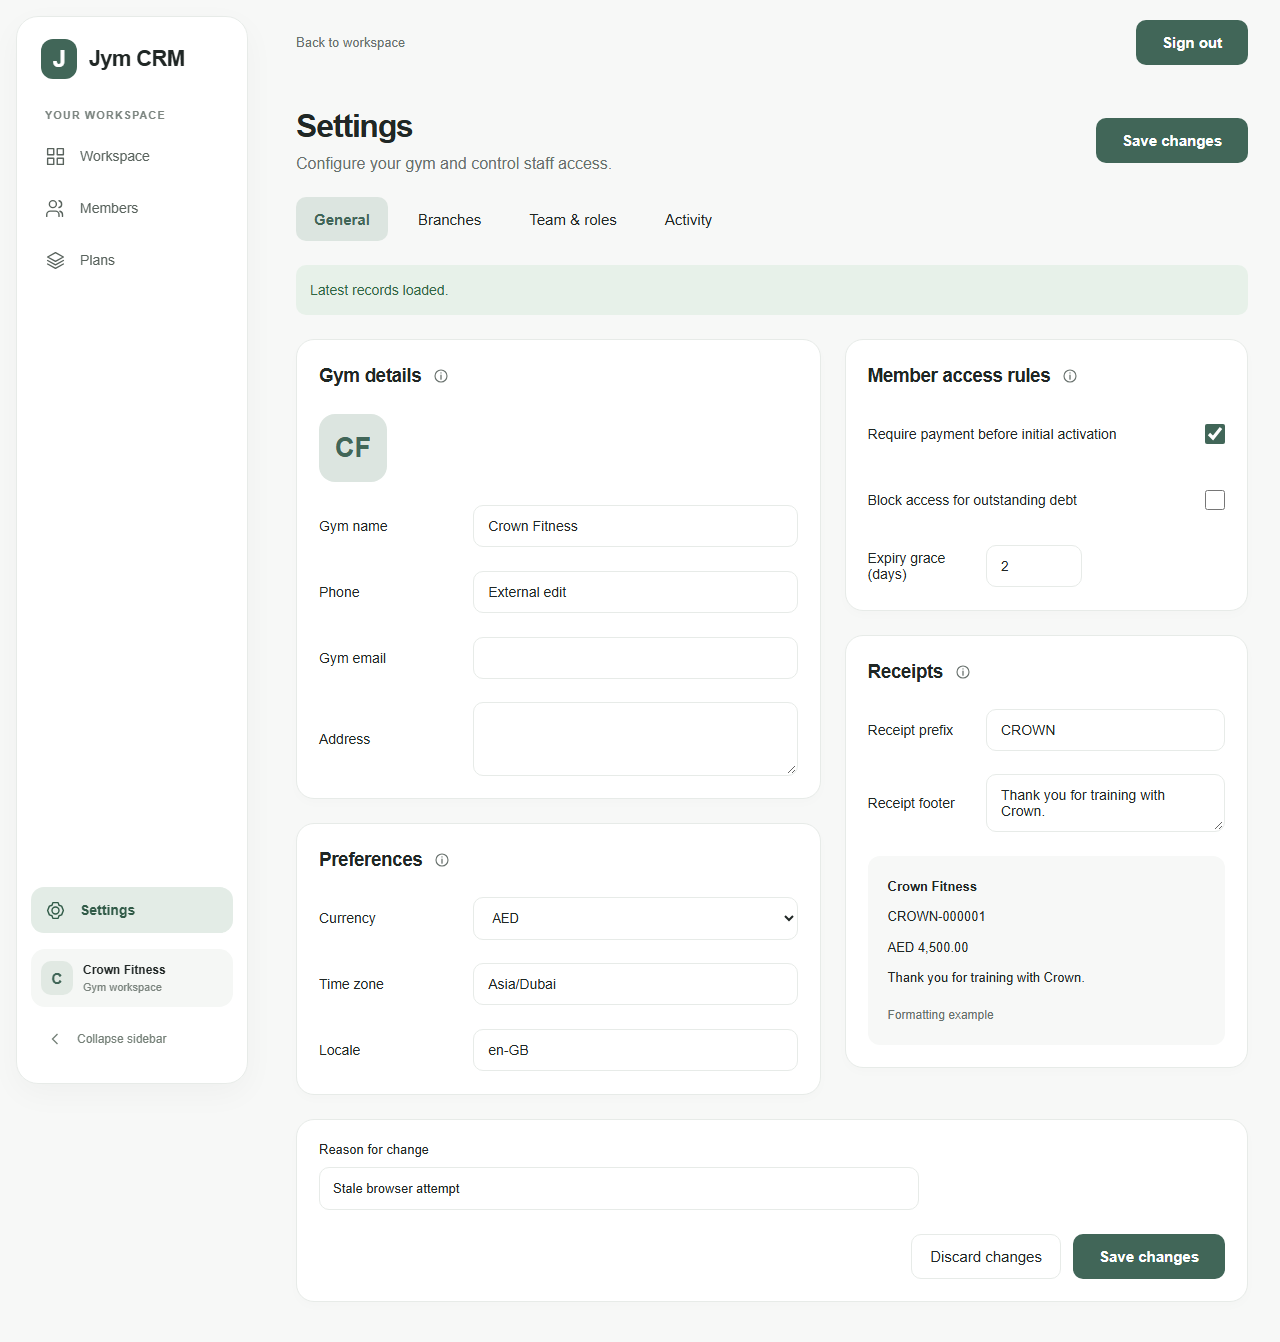 J Jym CRM
YOUR WORKSPACE
Workspace
Members
Plans
Settings
C
Crown Fitness
Gym workspace
Collapse sidebar
Back to workspace
Sign out
Settings
Configure your gym and control staff access.
Save changes
General Branches Team & roles Activity
Latest records loaded.
Gym details
CF
Gym name Crown Fitness
Phone External edit
Gym email
Address
Preferences
Currency AED
Time zone Asia/Dubai
Locale en-GB
Member access rules
Require payment before initial activation
Block access for outstanding debt
Expiry grace
(days) 2
Receipts
Receipt prefix CROWN
Receipt footer Thank you for training with
Crown.
Crown Fitness
CROWN-000001
AED 4,500.00
Thank you for training with Crown.
Formatting example
Reason for change
Stale browser attempt
Discard changes Save changes